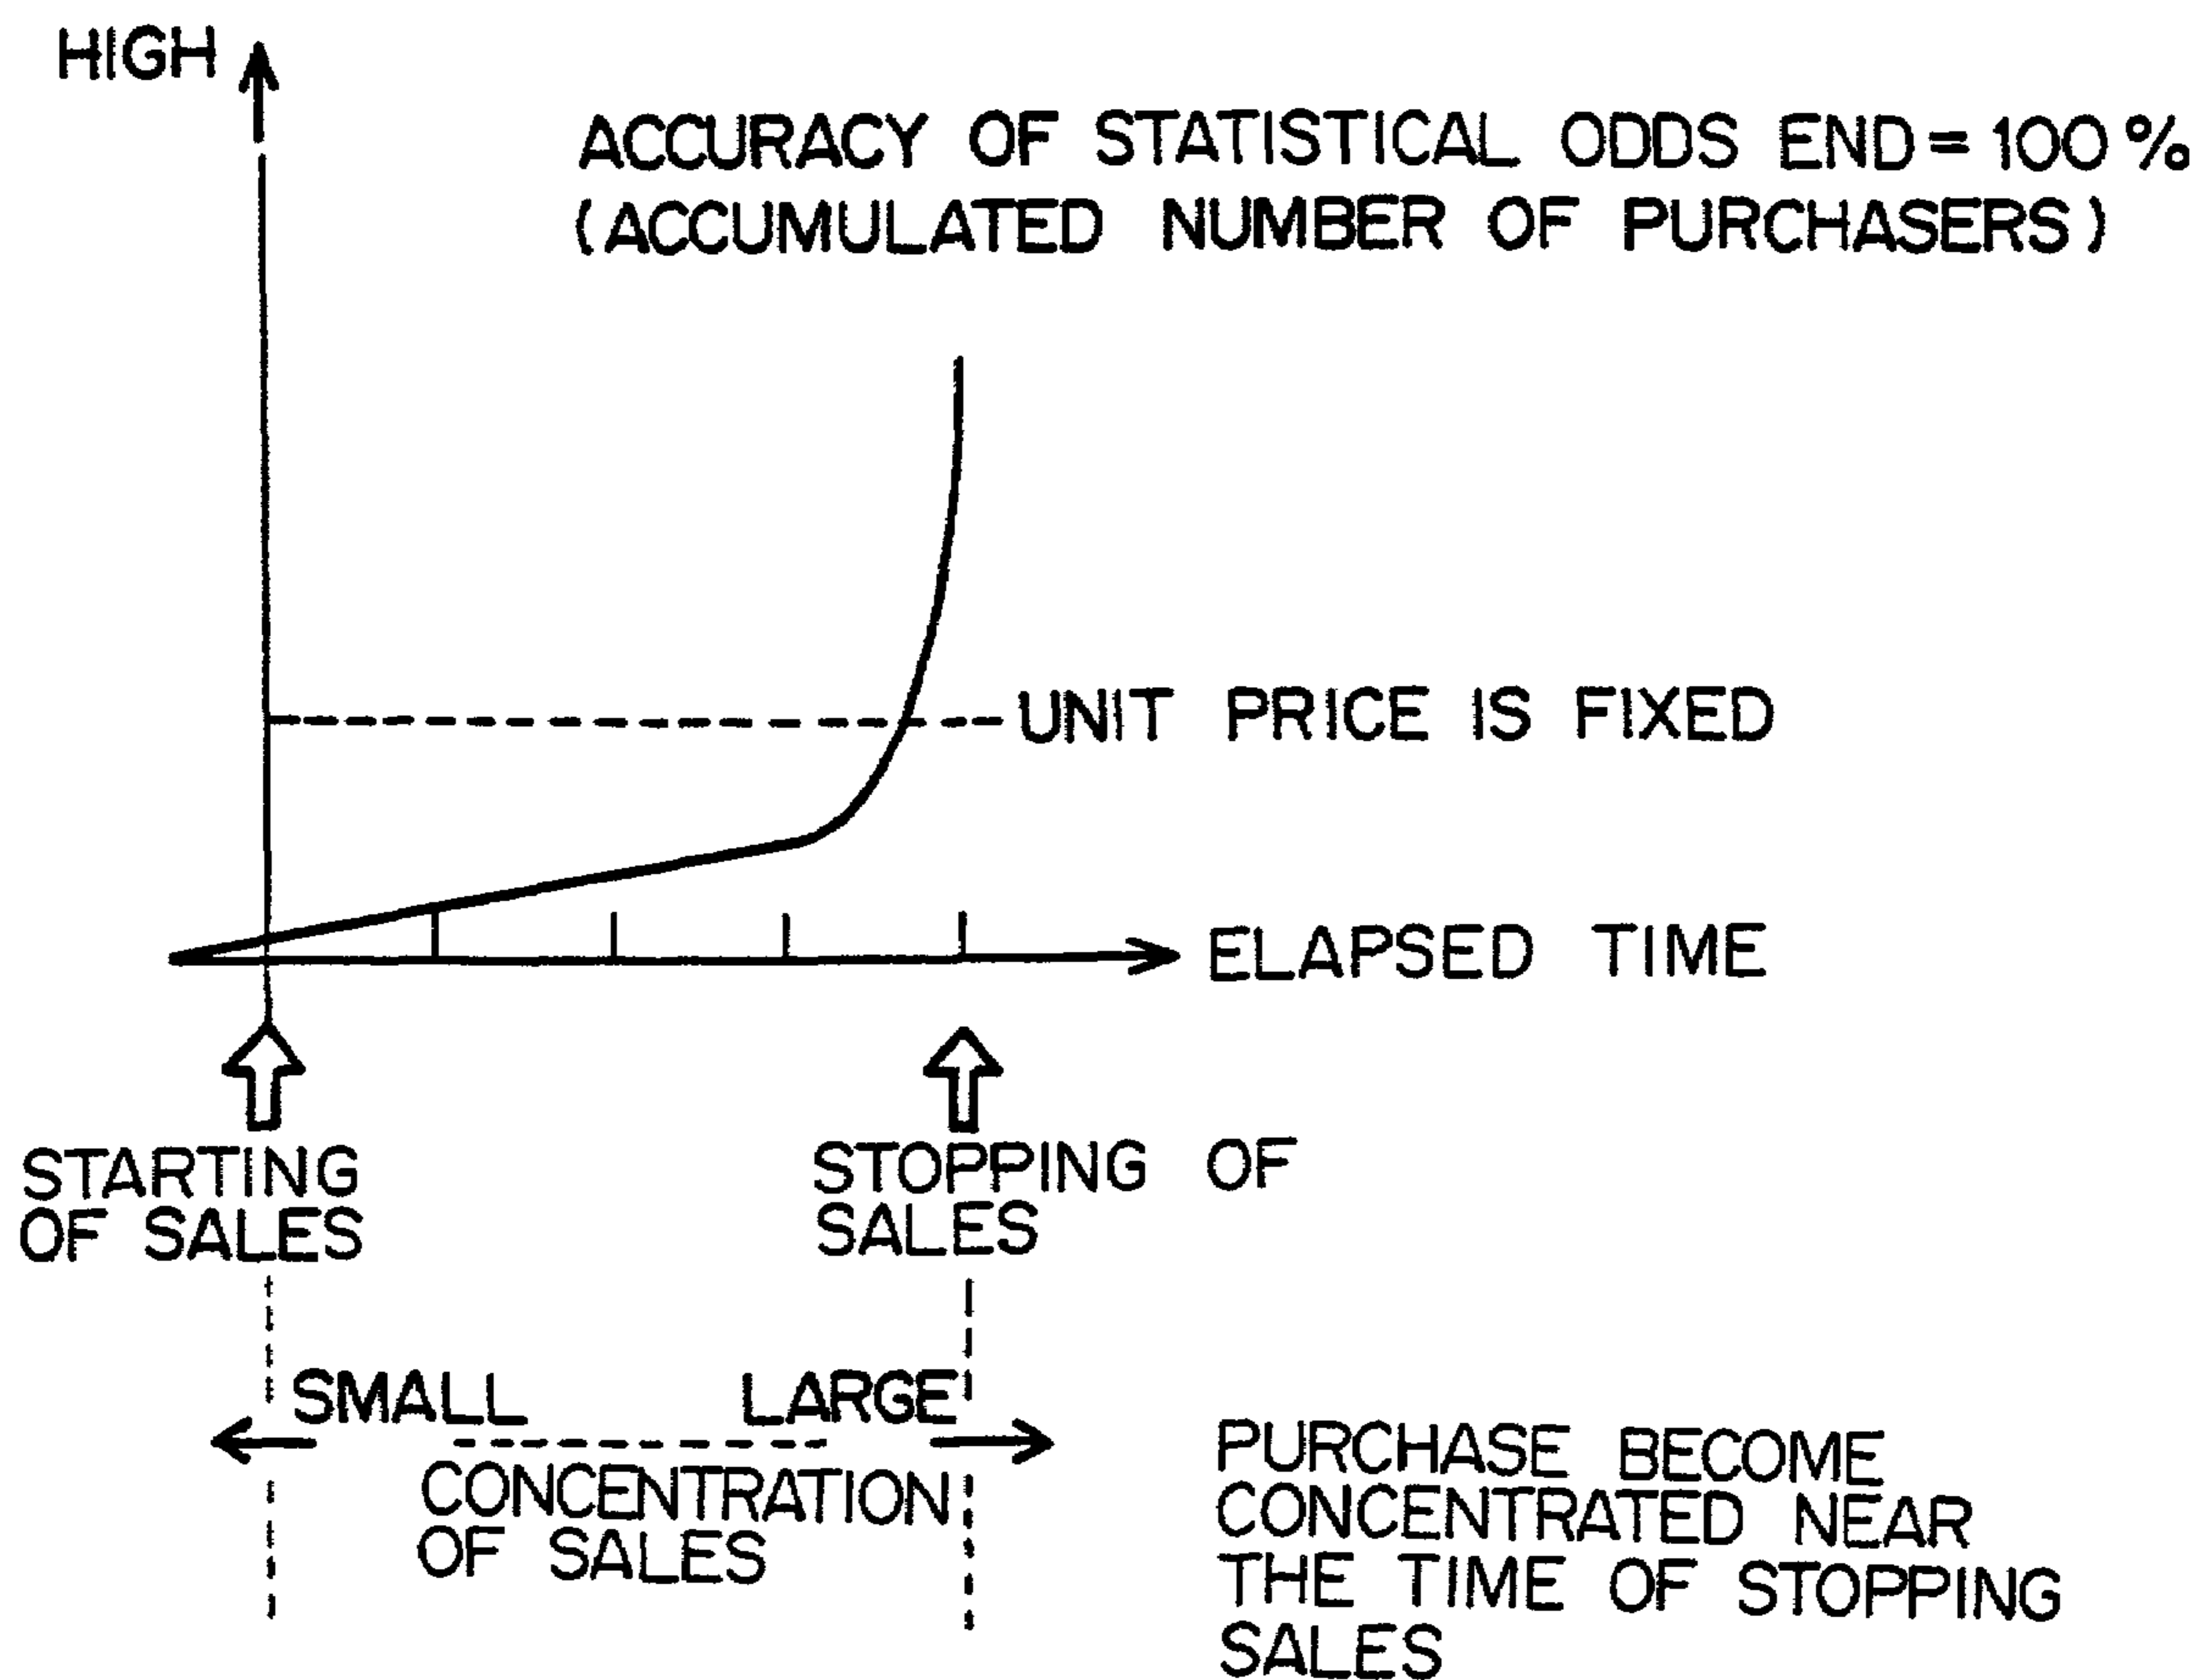 HIGH
ACCURACY OF STATISTICAL ODDS END = 100 %
(ACCUMULATED NUMBER OF PURCHASERS)
UNIT PRICE IS FIXED
ELAPSED TIME
STARTING
OF SALES
STOPPING OF
SALES
SMALL LARGE
CONCENTRATION
OF SALES
PURCHASE BECOME
CONCENTRATED NEAR
THE TIME OF STOPPING
SALES